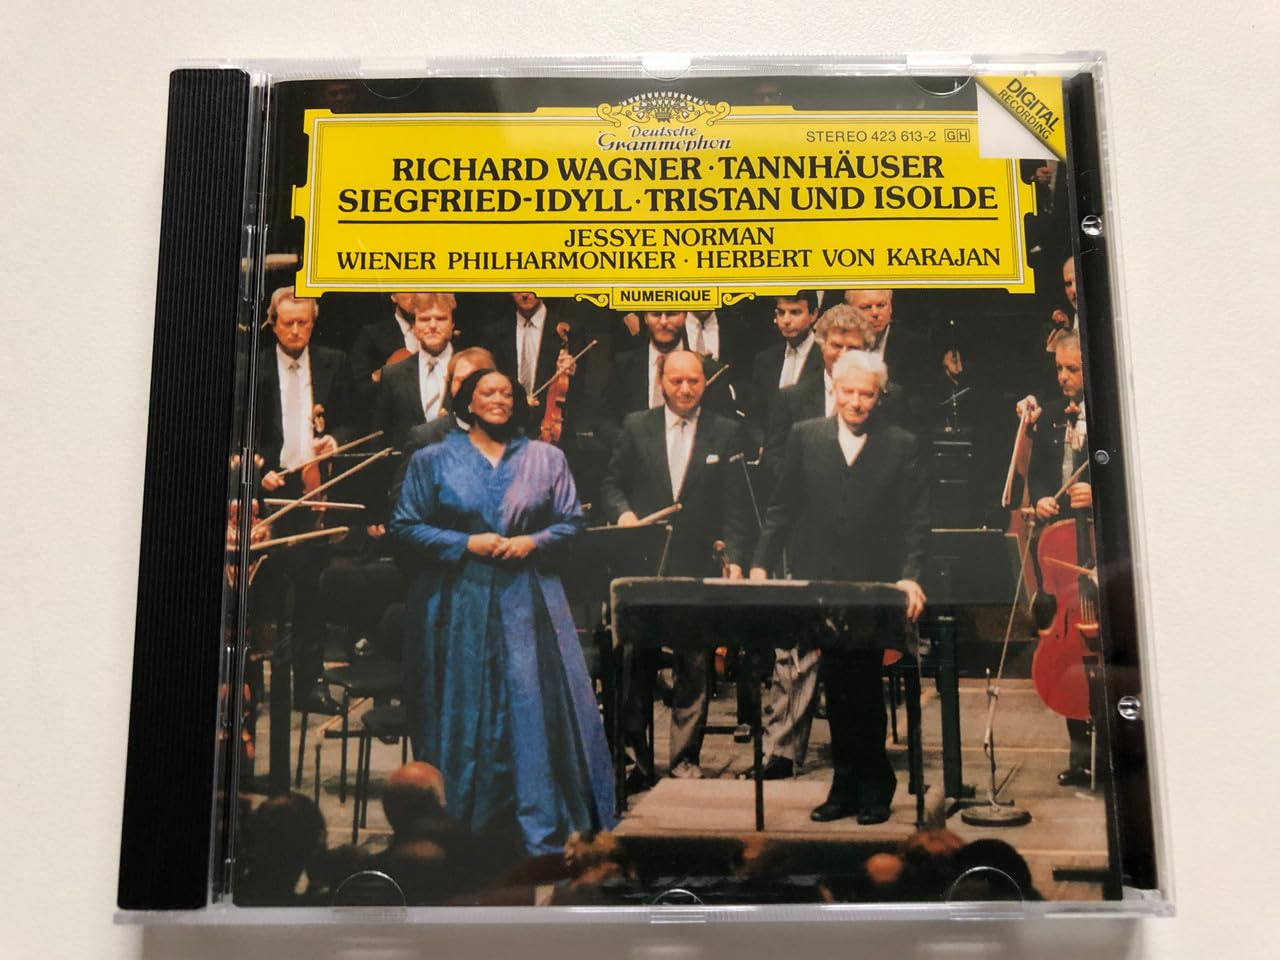 DIGITAL
RECORDING
Deutsche
Grammophon
STEREO 423 613-2 GH
RICHARD WAGNER · TANNHÄUSER
SIEGFRIED-IDYLL · TRISTAN UND ISOLDE
JESSYE NORMAN
WIENER PHILHARMONIKER · HERBERT VON KARAJAN
NUMERIQUE